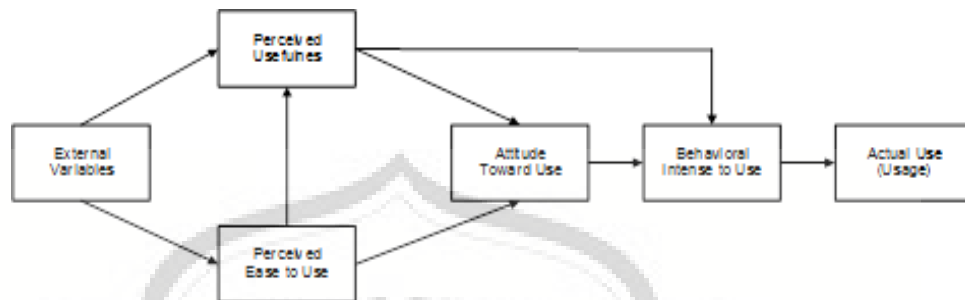 Perceived
Usefulnes
External
Variables
Attitude
Toward Use
Behavioral
Intense to Use
Actual Use
(Usage)
Perceived
Ease to Use